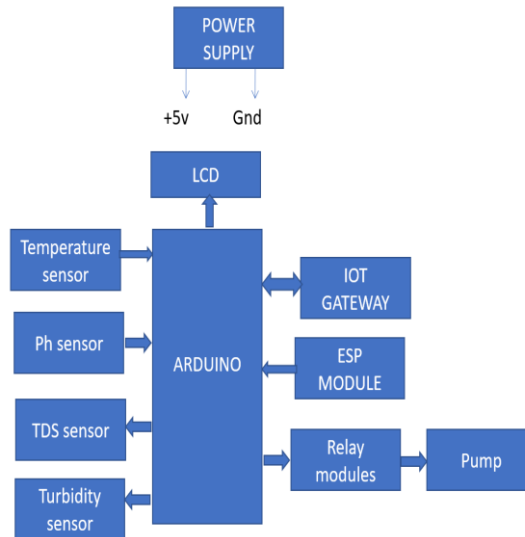 POWER
SUPPLY
+5v
Gnd
LCD
Temperature
sensor
IOT
GATEWAY
Ph sensor
ARDUINO
ESP
MODULE
TDS sensor
Relay
modules
Pump
Turbidity
sensor